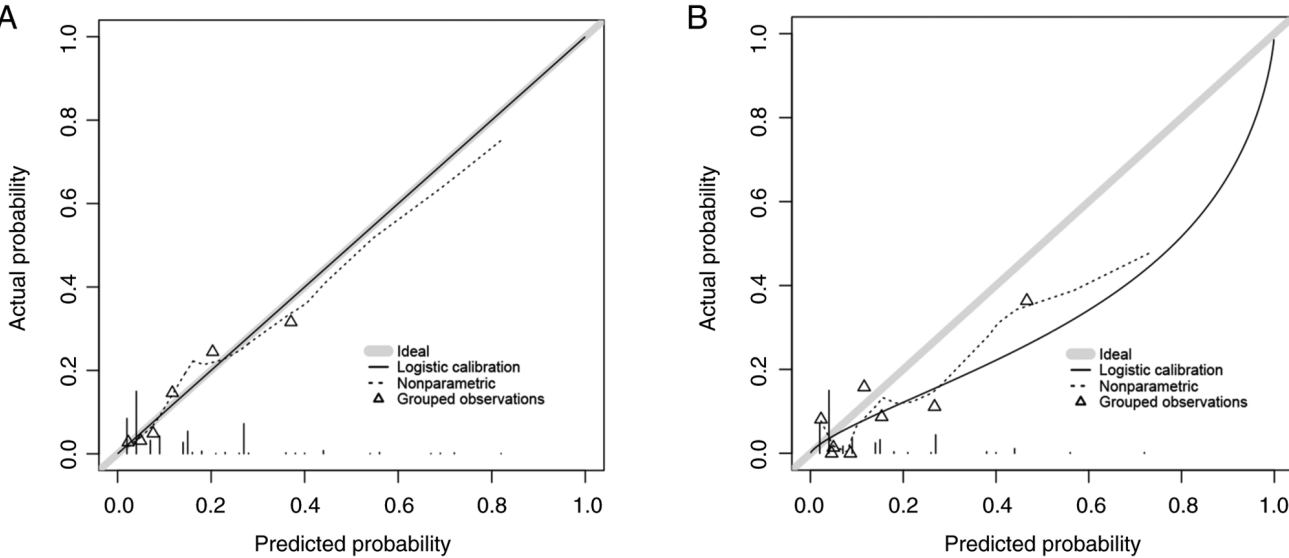 A
1.0
0.8
0.6
0.4
0.2
0.0
Actual probability
Ideal
Logistic calibration
Nonparametric
Grouped observations
0.0 0.2 0.4 0.6 0.8 1.0
Predicted probability
B
1.0
0.8
0.6
0.4
0.2
0.0
Actual probability
Ideal
Logistic calibration
Nonparametric
Grouped observations
0.0 0.2 0.4 0.6 0.8 1.0
Predicted probability